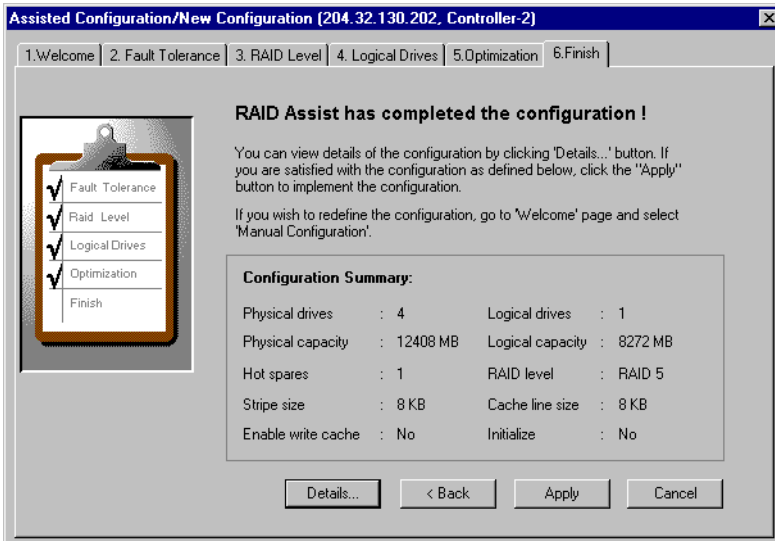 Assisted Configuration/New Configuration (204.32.130.202, Controller-2)
1.Welcome 2. Fault Tolerance 3. RAID Level 4. Logical Drives 5.Optimization 6.Finish
RAID Assist has completed the configuration !
You can view details of the configuration by clicking 'Details...' button. If
you are satisfied with the configuration as defined below, click the "Apply"
button to implement the configuration.
If you wish to redefine the configuration, go to 'Welcome' page and select
'Manual Configuration'.
Fault Tolerance
Raid Level
Logical Drives
Optimization
Finish
Configuration Summary:
Physical drives : 4 Logical drives : 1
Physical capacity : 12408 MB Logical capacity : 8272 MB
Hot spares : 1 RAID level : RAID 5
Stripe size : 8 KB Cache line size : 8 KB
Enable write cache : No Initialize : No
Details... < Back Apply Cancel